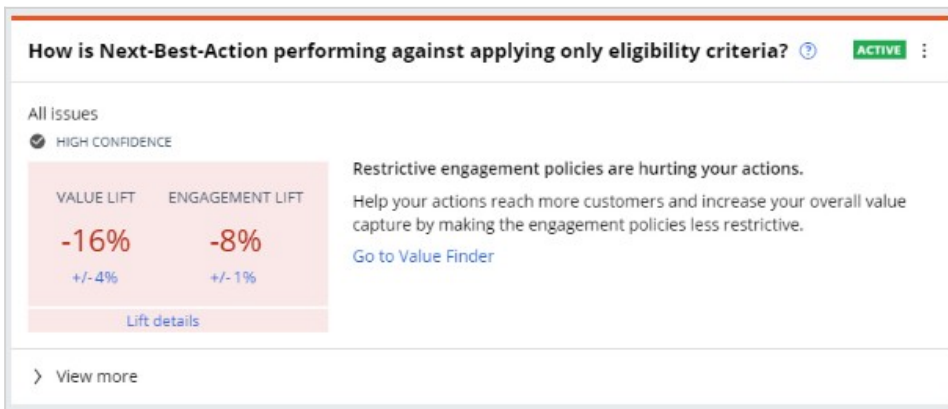 How is Next-Best-Action performing against applying only eligibility criteria? ? ACTIVE
All issues
HIGH CONFIDENCE
VALUE LIFT ENGAGEMENT LIFT
-16% -8%
+/- 4% +/- 1%
Lift details
Restrictive engagement policies are hurting your actions.
Help your actions reach more customers and increase your overall value
capture by making the engagement policies less restrictive.
Go to Value Finder
View more